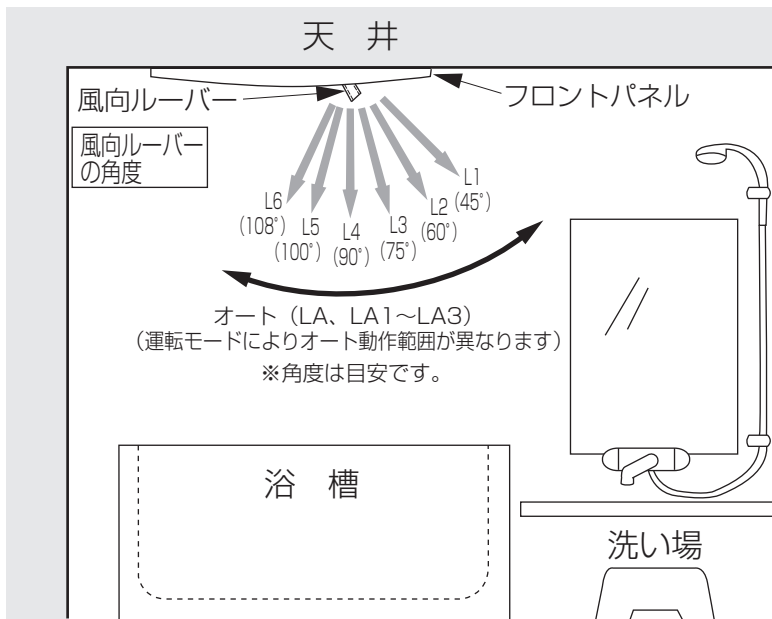 天 井
風向ルーバー
フロントパネル
風向ルーバー
の角度
L1
(45°)
L2
(60°)
L3
(75°)
L4
(90°)
L5
(100°)
L6
(108°)
オート（LA、LA1～LA3）
（運転モードによりオート動作範囲が異なります）
※角度は目安です。
浴 槽
洗い場